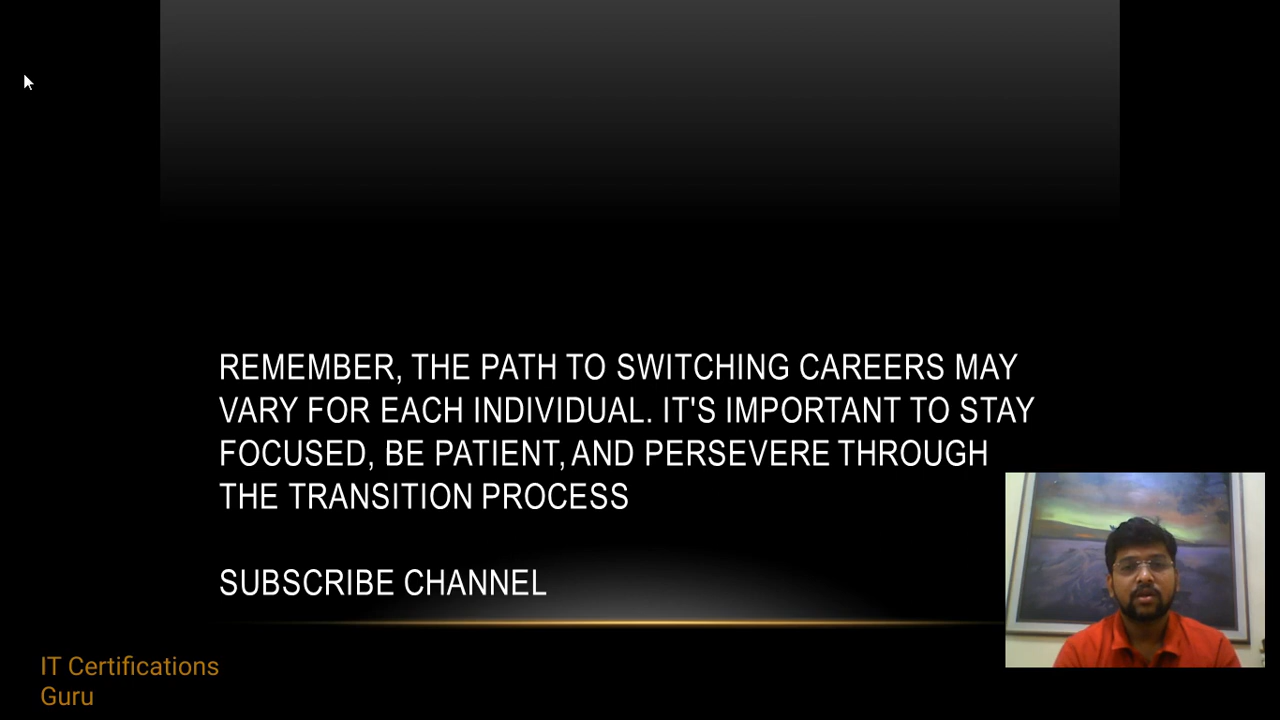 REMEMBER, THE PATH TO SWITCHING CAREERS MAY
VARY FOR EACH INDIVIDUAL. IT'S IMPORTANT TO STAY
FOCUSED, BE PATIENT, AND PERSEVERE THROUGH
THE TRANSITION PROCESS
SUBSCRIBE CHANNEL
IT Certifications
Guru